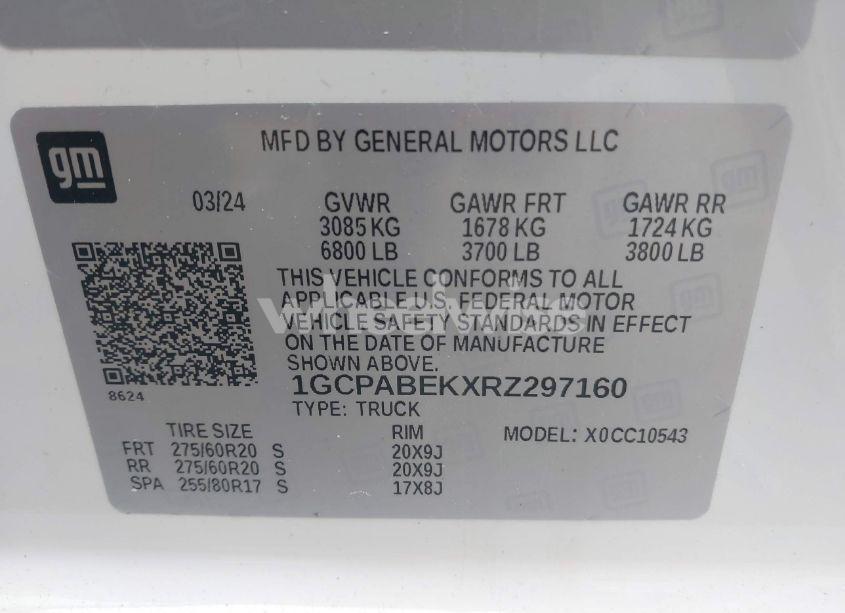 gm
MFD BY GENERAL MOTORS LLC
03/24 GVWR GAWR FRT GAWR RR
3085 KG 1678 KG 1724 KG
6800 LB 3700 LB 3800 LB
THIS VEHICLE CONFORMS TO ALL
APPLICABLE U.S. FEDERAL MOTOR
VEHICLE SAFETY STANDARDS IN EFFECT
ON THE DATE OF MANUFACTURE
SHOWN ABOVE.
8624
1GCPABEKXRZ297160
TYPE: TRUCK
TIRE SIZE RIM MODEL: X0CC10543
FRT 275/60R20 S 20X9J
RR 275/60R20 S 20X9J
SPA 255/80R17 S 17X8J